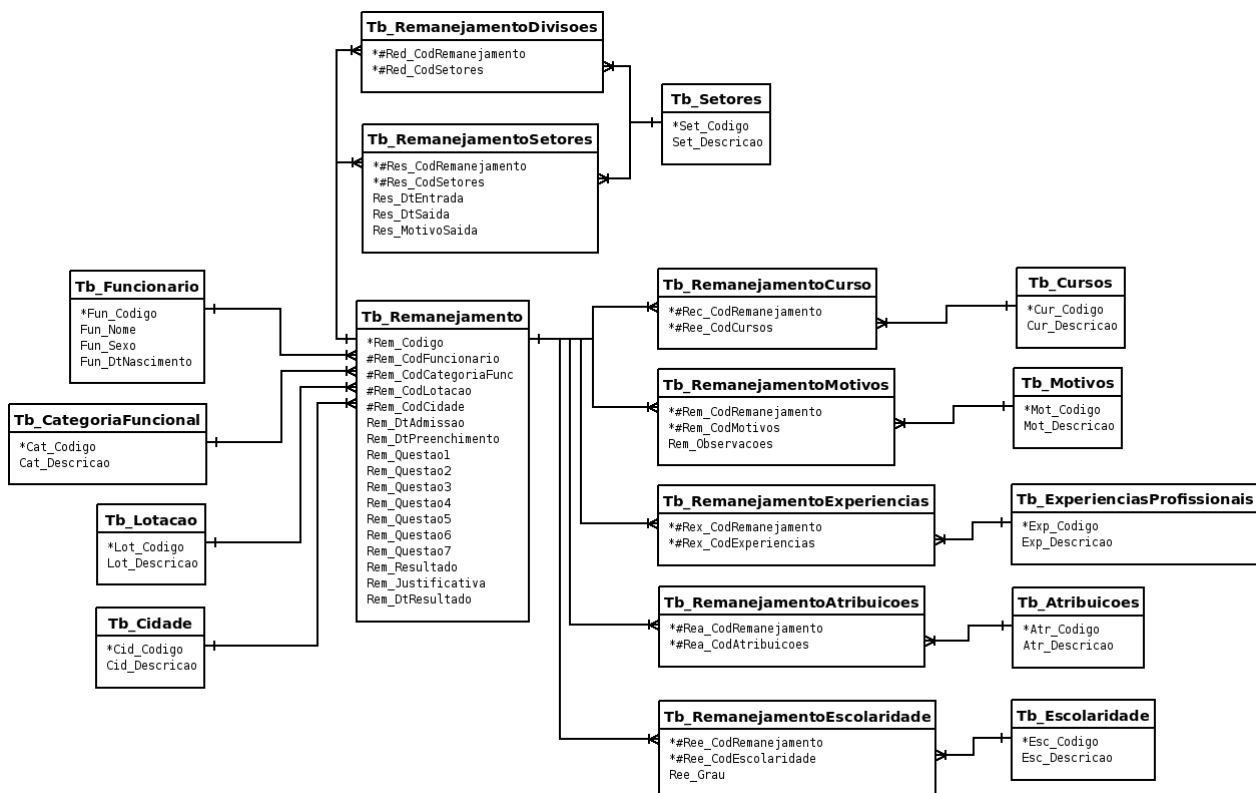 Tb_RemanejamentoDivisoes
*#Red_CodRemanejamento
*#Red_CodSetores
Tb_Setores
*Set_Codigo
Set_Descricao
Tb_RemanejamentoSetores
*#Res_CodRemanejamento
*#Res_CodSetores
Res_DtEntrada
Res_DtSaida
Res_MotivoSaida
Tb_Funcionario
*Fun_Codigo
Fun_Nome
Fun_Sexo
Fun_DtNascimento
Tb_CategoriaFuncional
*Cat_Codigo
Cat_Descricao
Tb_Lotacao
*Lot_Codigo
Lot_Descricao
Tb_Cidade
*Cid_Codigo
Cid_Descricao
Tb_Remanejamento
*Rem_Codigo
#Rem_CodFuncionario
#Rem_CodCategoriaFunc
#Rem_CodLotacao
#Rem_CodCidade
Rem_DtAdmissao
Rem_DtPreenchimento
Rem_Questao1
Rem_Questao2
Rem_Questao3
Rem_Questao4
Rem_Questao5
Rem_Questao6
Rem_Questao7
Rem_Resultado
Rem_Justificativa
Rem_DtResultado
Tb_RemanejamentoCurso
*#Rec_CodRemanejamento
*#Ree_CodCursos
Tb_Cursos
*Cur_Codigo
Cur_Descricao
Tb_RemanejamentoMotivos
*#Rem_CodRemanejamento
*#Rem_CodMotivos
Rem_Observacoes
Tb_Motivos
*Mot_Codigo
Mot_Descricao
Tb_RemanejamentoExperiencias
*#Rex_CodRemanejamento
*#Rex_CodExperiencias
Tb_ExperienciasProfissionais
*Exp_Codigo
Exp_Descricao
Tb_RemanejamentoAtribuicoes
*#Rea_CodRemanejamento
*#Rea_CodAtribuicoes
Tb_Atribuicoes
*Atr_Codigo
Atr_Descricao
Tb_RemanejamentoEscolaridade
*#Ree_CodRemanejamento
*#Ree_CodEscolaridade
Ree_Grau
Tb_Escolaridade
*Esc_Codigo
Esc_Descricao